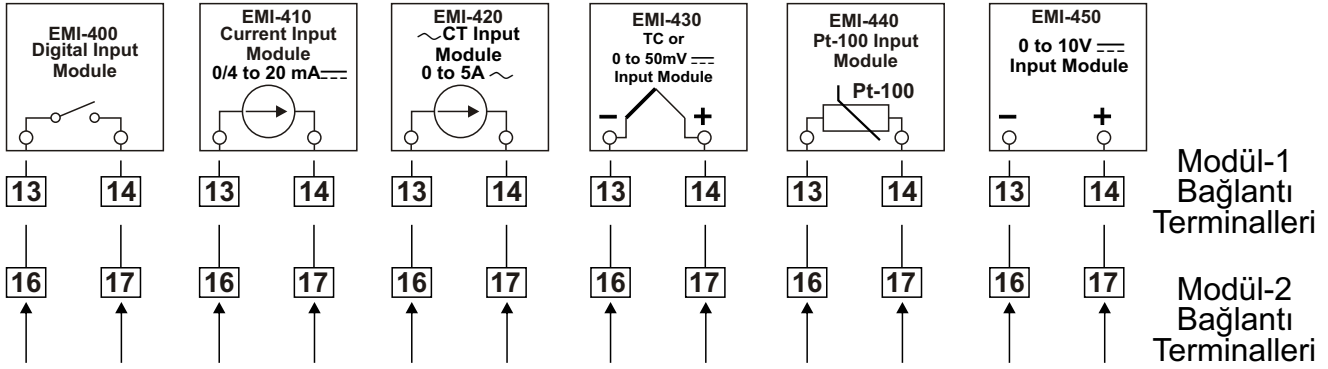 EMI-400
Digital Input
Module
EMI-410
Current Input
Module
0/4 to 20 mA
EMI-420
CT Input
Module
0 to 5A
EMI-430
TC or
0 to 50mV
Input Module
EMI-440
Pt-100 Input
Module
Pt-100
EMI-450
0 to 10V
Input Module
− +
− +
13 14 13 14 13 14 13 14 13 14 13 14
Modül-1
Bağlantı
Terminalleri
16 17 16 17 16 17 16 17 16 17 16 17
Modül-2
Bağlantı
Terminalleri